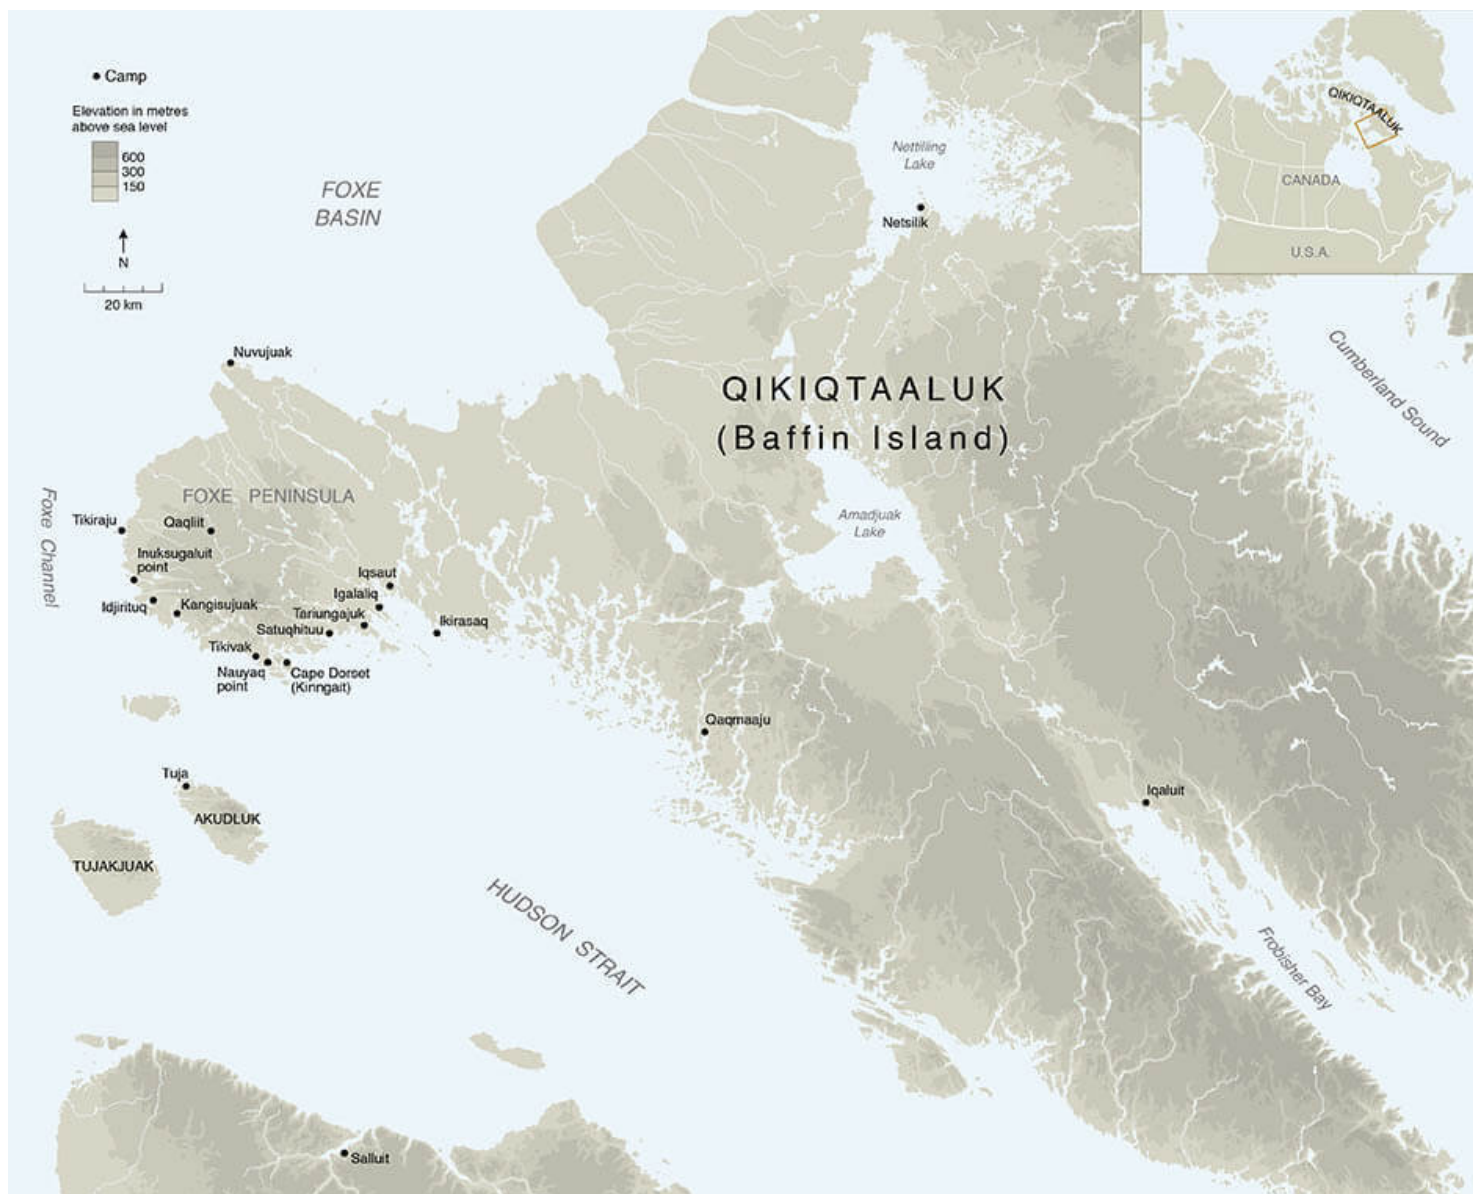 Camp
Elevation in metres
above sea level
600
300
150
N
20 km
FOXE
BASIN
Nettilling
Lake
Netsilik
QIKIQTAALUK
CANADA
U.S.A.
Cumberland Sound
Nuvujuak
QIKIQTAALUK
(Baffin Island)
Foxe Channel
FOXE PENINSULA
Tikiraju
Qaqliit
Amadjuak
Lake
Inuksugaluit
point
Iqsaut
Igalaliq
Idjirituq
Kangisujuak
Tariungajuk
Satuqhituu
Ikirasaq
Tikivak
Nauyaq
point
Cape Dorset
(Kinngait)
Qaqmaaju
Tuja
AKUDLUK
Iqaluit
TUJAKJUAK
HUDSON STRAIT
Frobisher Bay
Salluit